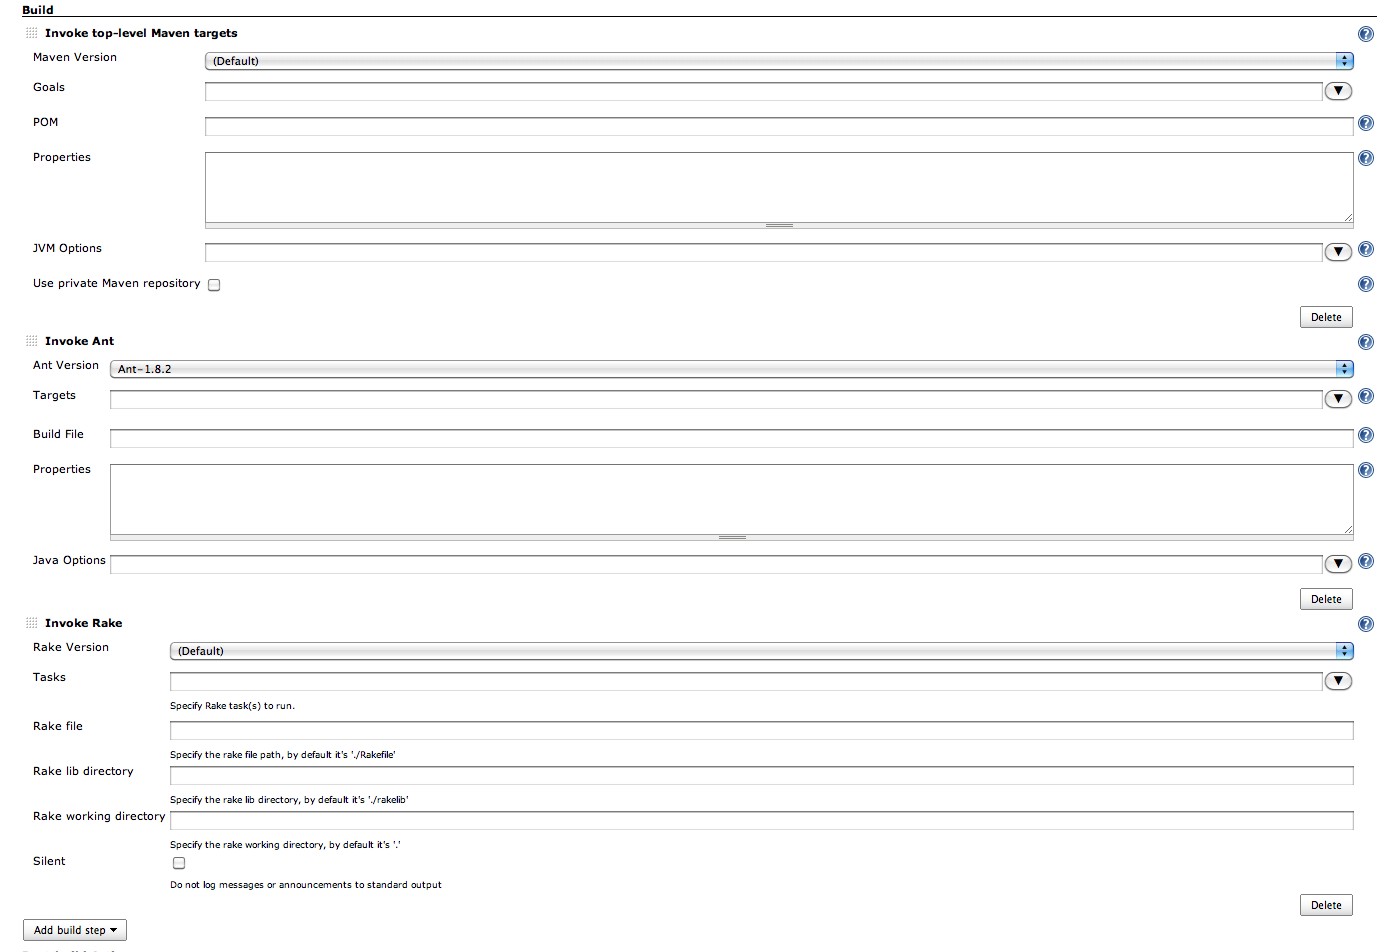 Build
Invoke top-level Maven targets
Maven Version (Default)
Goals
POM
Properties
JVM Options
Use private Maven repository
Delete
Invoke Ant
Ant Version Ant-1.8.2
Targets
Build File
Properties
Java Options
Delete
Invoke Rake
Rake Version (Default)
Tasks
Specify Rake task(s) to run.
Rake file
Specify the rake file path, by default it's './Rakefile'
Rake lib directory
Specify the rake lib directory, by default it's './rakelib'
Rake working directory
Specify the rake working directory, by default it's '.'
Silent
Do not log messages or announcements to standard output
Delete
Add build step